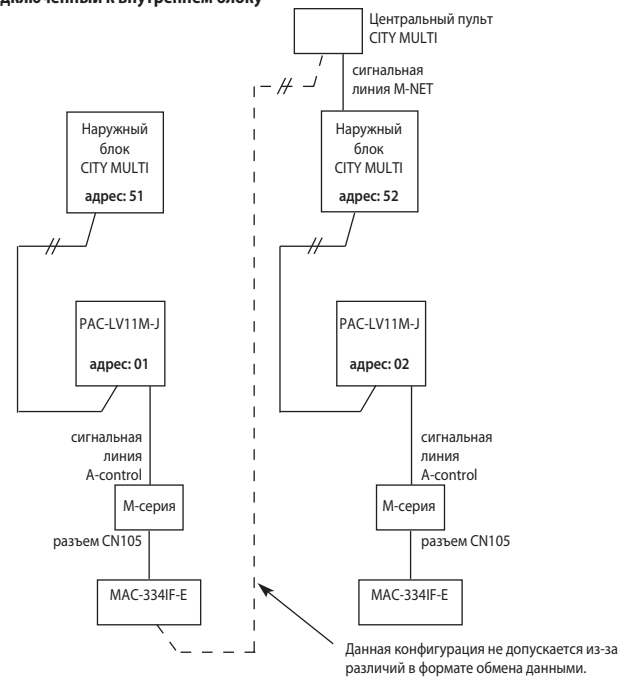 дключенный к внутреннем блоку
Центральный пульт
CITY MULTI
сигнальная
линия M-NET
Наружный
блок
CITY MULTI
адрес: 51
Наружный
блок
CITY MULTI
адрес: 52
PAC-LV11M-J
адрес: 01
PAC-LV11M-J
адрес: 02
сигнальная
линия
A-control
сигнальная
линия
A-control
М-серия
М-серия
разъем CN105
разъем CN105
MAC-334IF-E
MAC-334IF-E
Данная конфигурация не допускается из-за
различий в формате обмена данными.